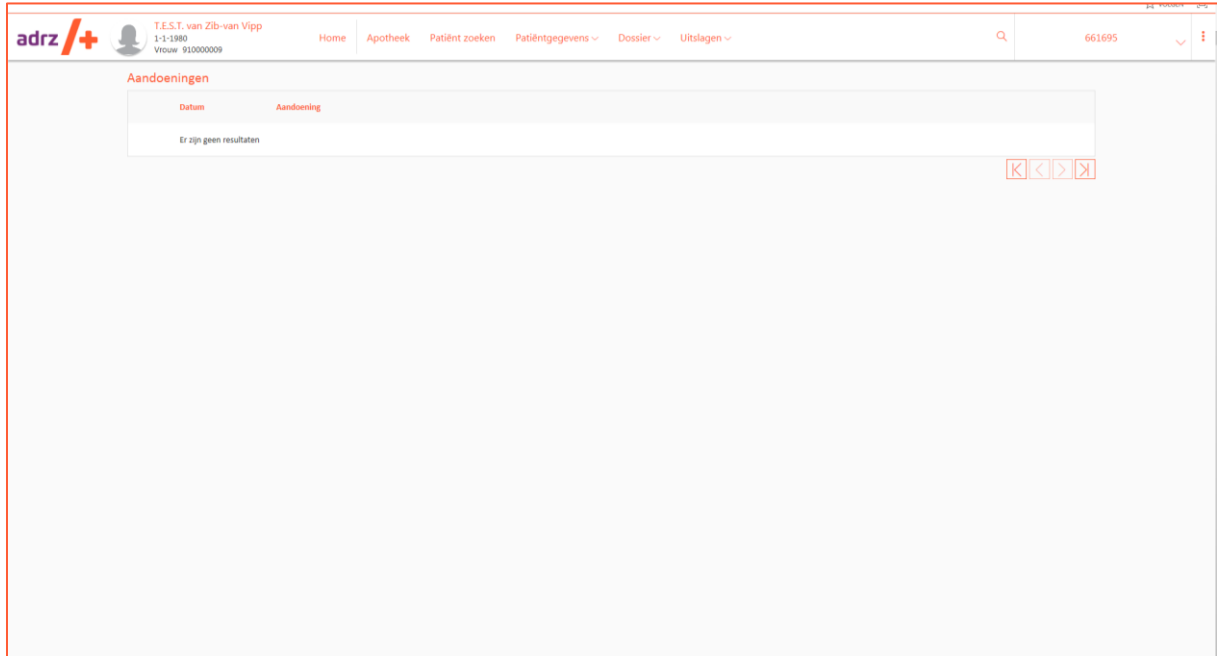 adrz
T.E.S.T. van Zib-van Vipp
1-1-1980
Vrouw 910000009
Home Apotheek Patiënt zoeken Patiëntgegevens Dossier Uitslagen
661695
Aandoeningen
Datum Aandoening
Er zijn geen resultaten